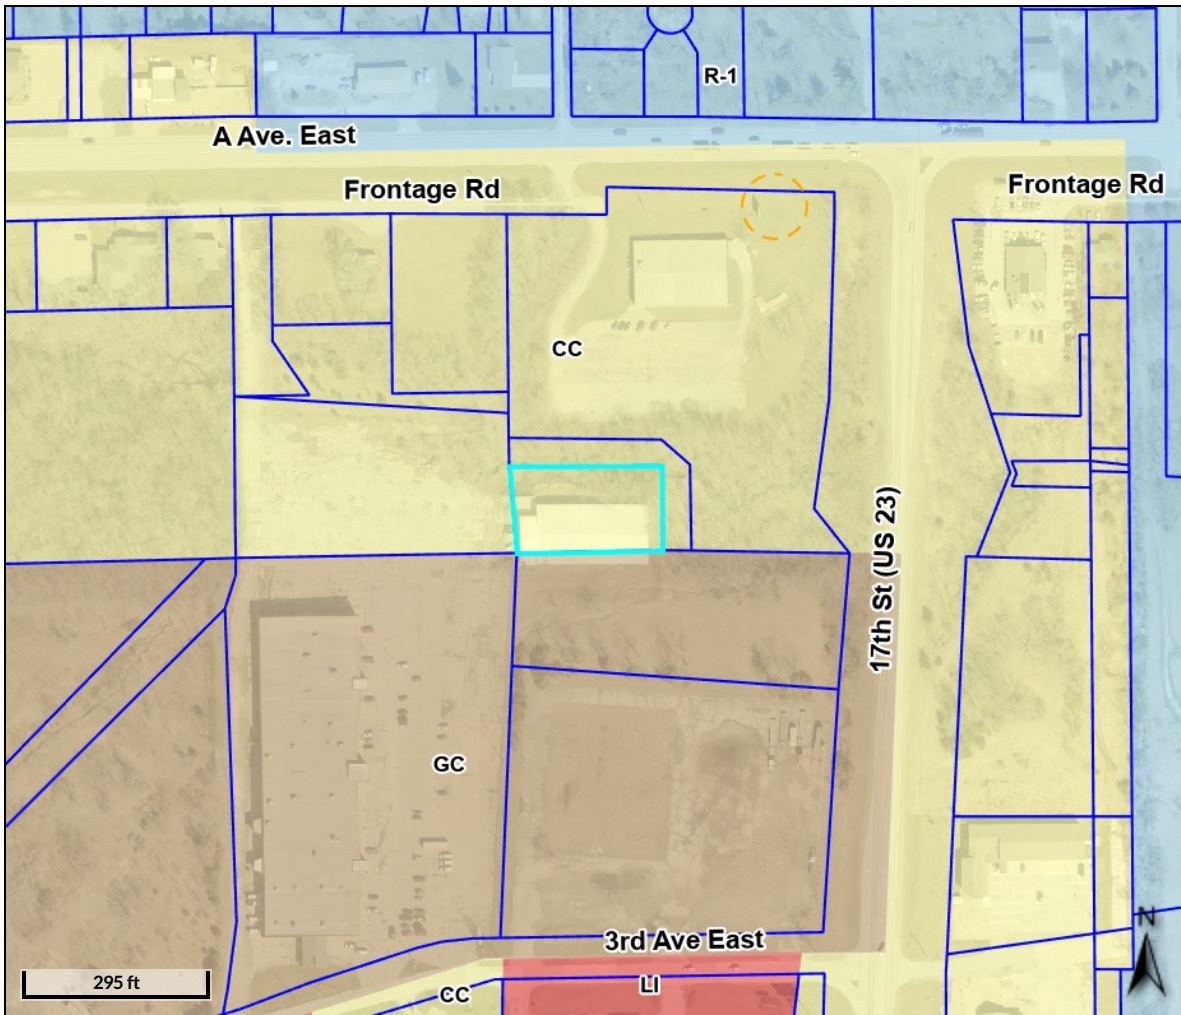 R-1
A Ave. East
Frontage Rd
Frontage Rd
CC
17th St (US 23)
GC
3rd Ave East
CC
LI
295 ft
N